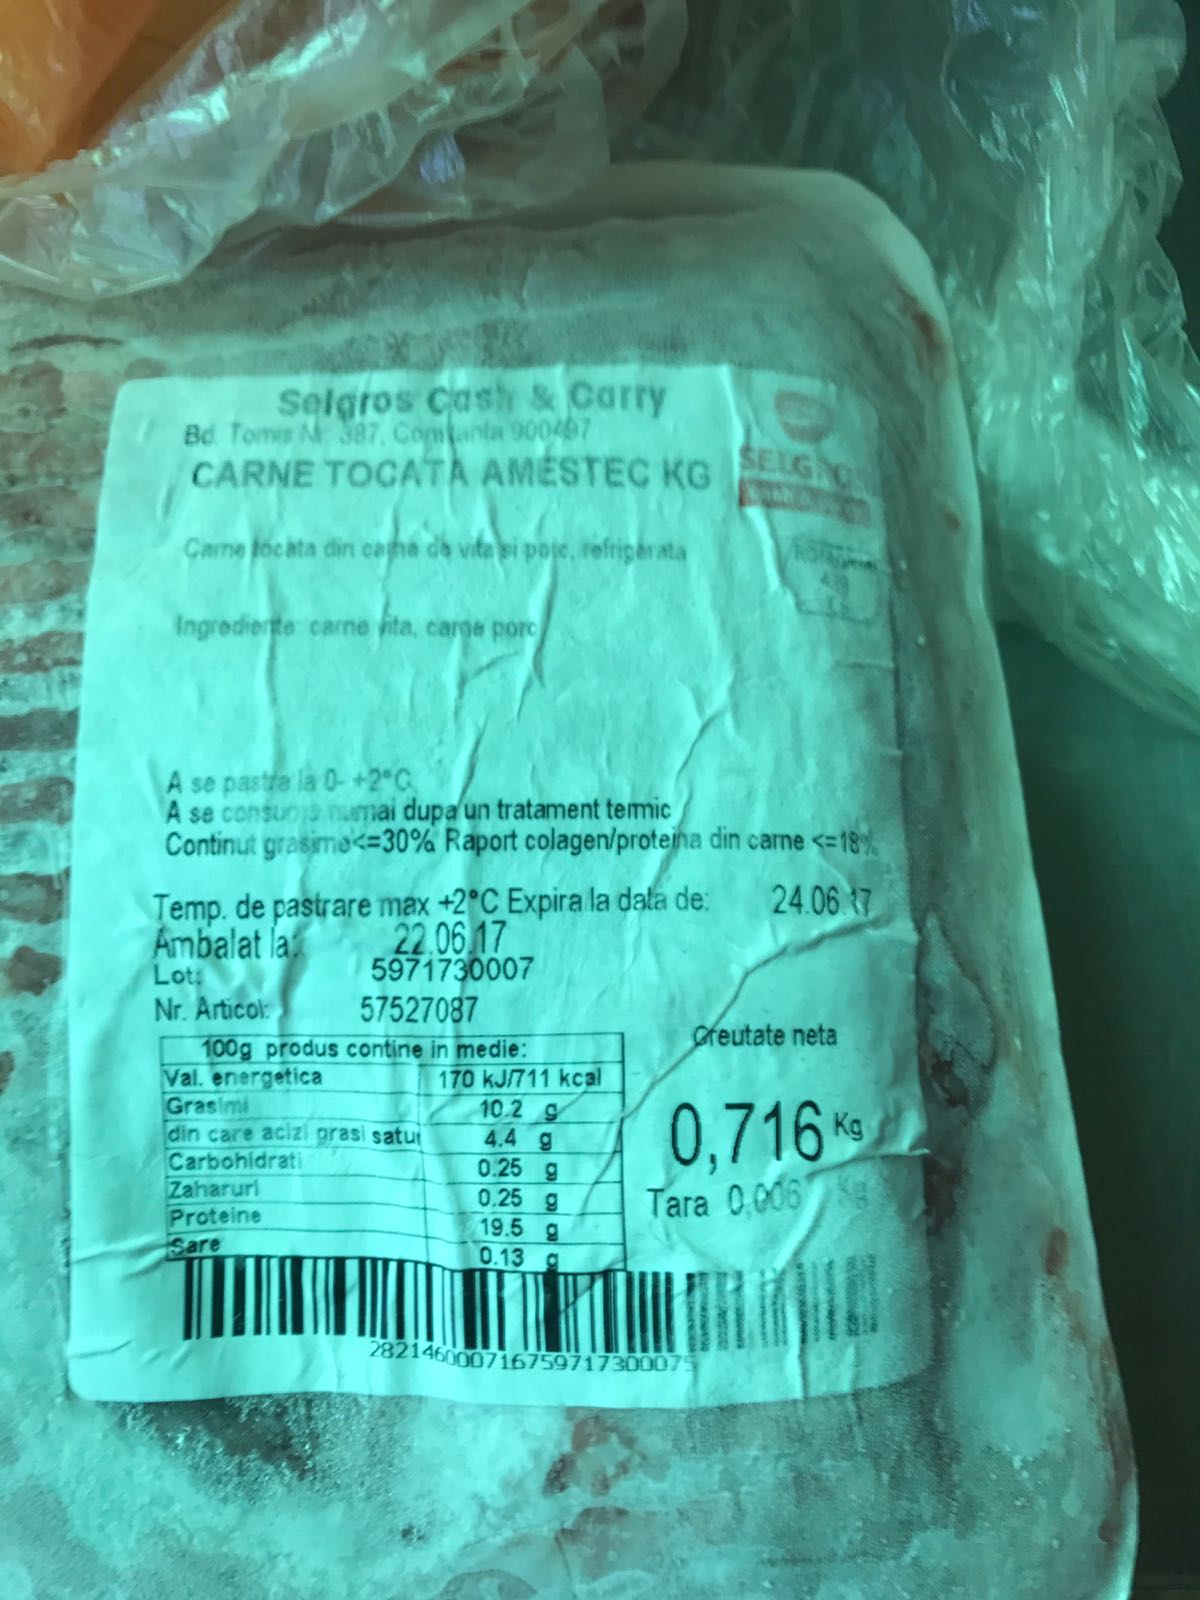 Selgros Cash & Carry
Bd. Tomis Nr. 387, Constanta 900497
CARNE TOCATA AMESTEC KG
SELGROS
Carne tocata din carne de vita si porc, refrigerata
Ingrediente: carne vita, carne porc
A se pastra la 0- +2°C
A se consuma numai dupa un tratament termic
Continut grasime<=30% Raport colagen/proteina din carne <=18%
Temp. de pastrare max +2°C Expira la data de: 24.06.17
Ambalat la: 22.06.17
Lot: 5971730007
Nr. Articol: 57527087
Greutate neta
100g produs contine in medie:
Val. energetica 170 kJ/711 kcal
Grasimi 10.2 g
din care acizi grasi satur 4.4 g
Carbohidrati 0.25 g
Zaharuri 0.25 g
Proteine 19.5 g
Sare 0.13 g
0,716 Kg
Tara 0,006 Kg
282146000716759717300075